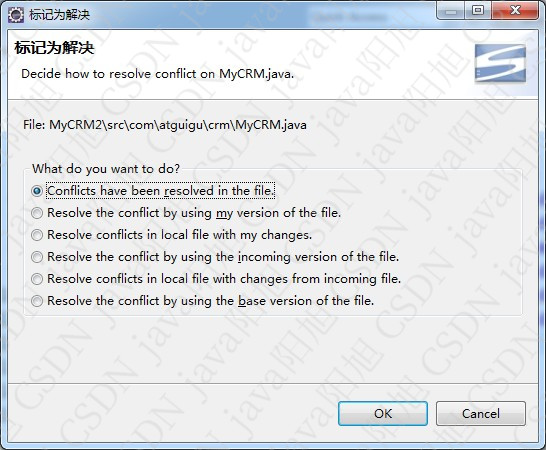 标记为解决
标记为解决
Decide how to resolve conflict on MyCRM.java.
File: MyCRM2\src\com\atguigu\crm\MyCRM.java
What do you want to do?
Conflicts have been resolved in the file.
Resolve the conflict by using my version of the file.
Resolve conflicts in local file with my changes.
Resolve the conflict by using the incoming version of the file.
Resolve conflicts in local file with changes from incoming file.
Resolve the conflict by using the base version of the file.
OK
Cancel
CSDN java阳旭